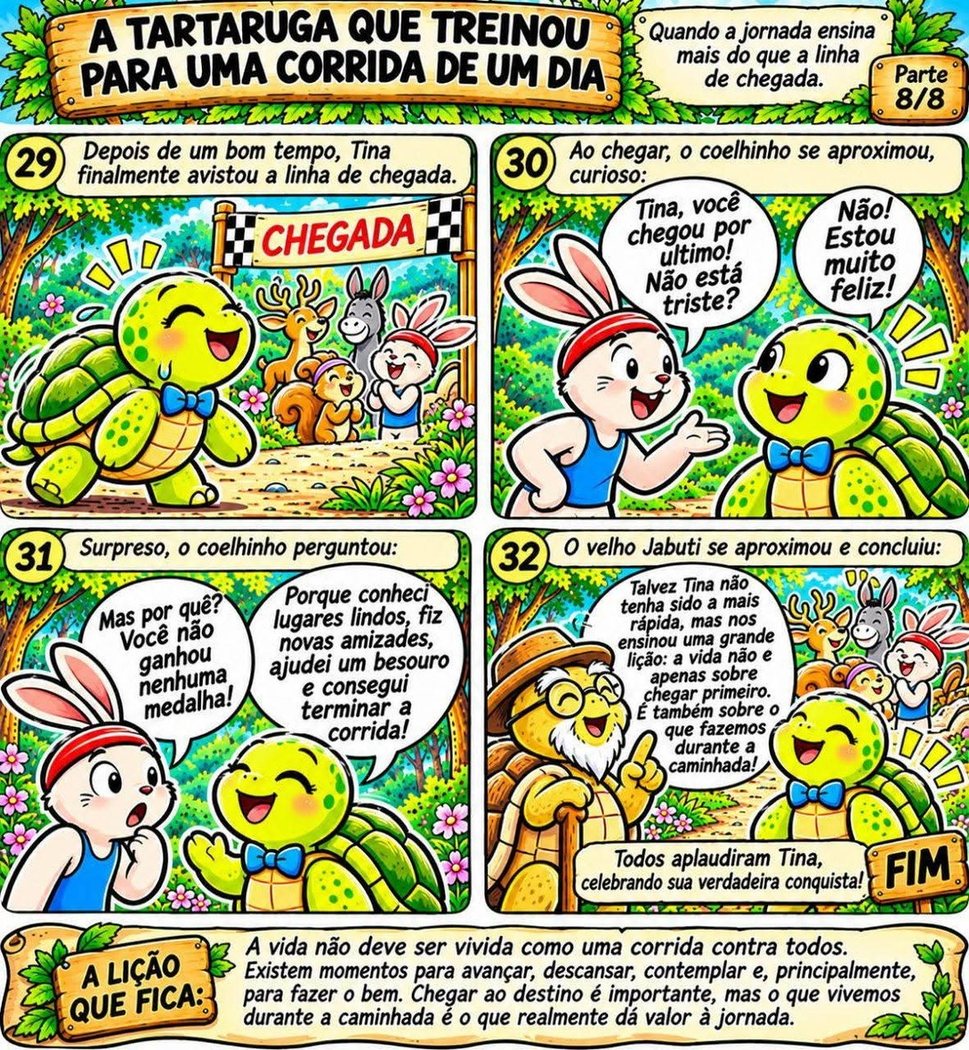 A TARTARUGA QUE TREINOU
PARA UMA CORRIDA DE UM DIA
Quando a jornada ensina
mais do que a linha
de chegada.
Parte
8/8
29
Depois de um bom tempo, Tina
finalmente avistou a linha de chegada.
CHEGADA
30
Ao chegar, o coelhinho se aproximou,
curioso:
Tina, você
chegou por
ultimo!
Não está
triste?
Não!
Estou
muito
feliz!
31
Surpreso, o coelhinho perguntou:
Mas por quê?
Você não
ganhou
nenhuma
medalha!
Porque conheci
lugares lindos, fiz
novas amizades,
ajudei um besouro
e consegui
terminar a
corrida!
32
O velho Jabuti se aproximou e concluiu:
Talvez Tina não
tenha sido a mais
rápida, mas nos
ensinou uma grande
lição: a vida não e
apenas sobre
chegar primeiro.
É também sobre o
que fazemos
durante a
caminhada!
Todos aplaudiram Tina,
celebrando sua verdadeira conquista!
FIM
A LIÇÃO
QUE FICA:
A vida não deve ser vivida como uma corrida contra todos.
Existem momentos para avançar, descansar, contemplar e, principalmente,
para fazer o bem. Chegar ao destino é importante, mas o que vivemos
durante a caminhada é o que realmente dá valor à jornada.